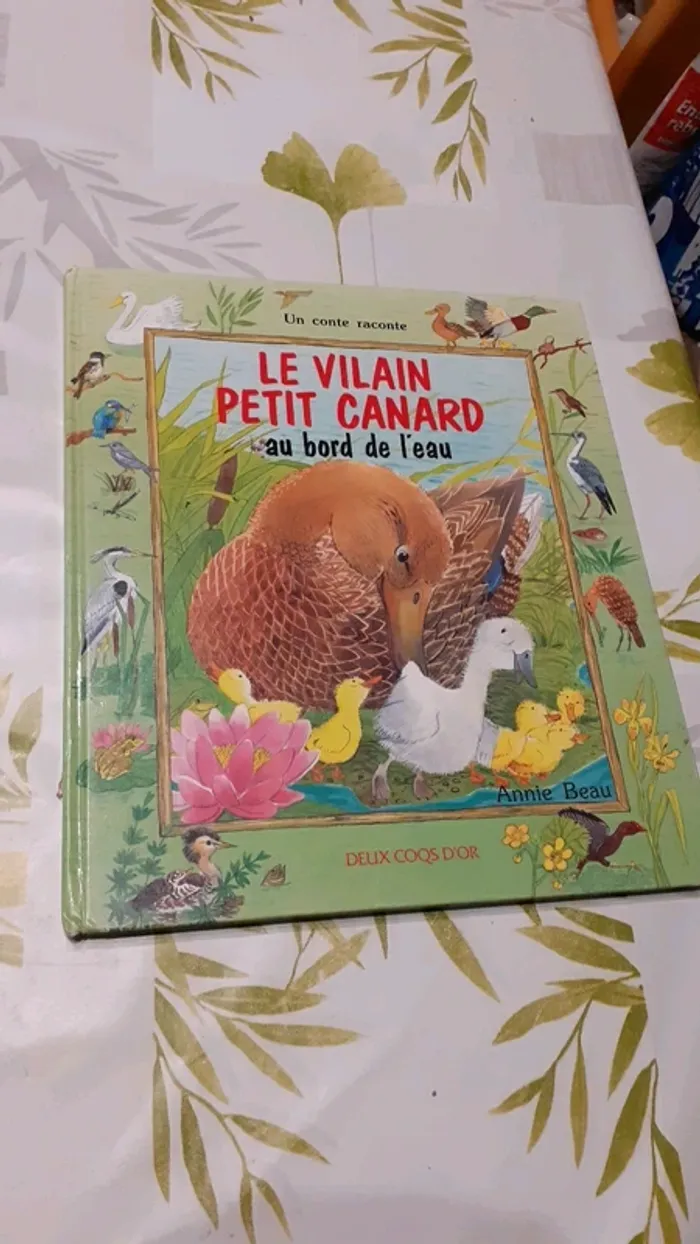 Un conte raconte
LE VILAIN
PETIT CANARD
au bord de l'eau
Annie Beau
DEUX COQS D'OR